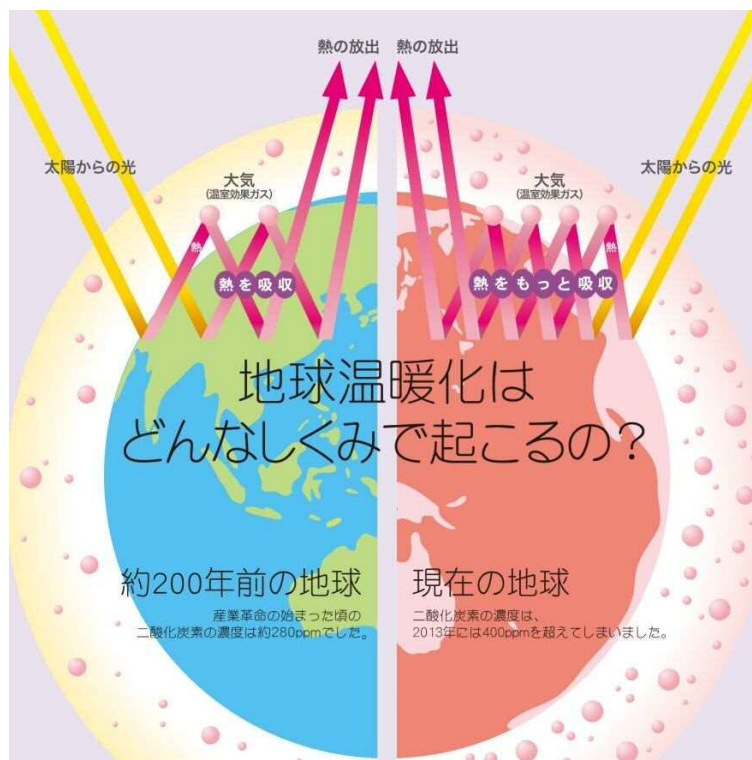 熱の放出
熱の放出
太陽からの光
大気
(温室効果ガス)
熱
熱を吸収
大気
(温室効果ガス)
太陽からの光
熱
熱をもっと吸収
地球温暖化は
どんなしくみで起こるの?
約200年前の地球
産業革命の始まった頃の
二酸化炭素の濃度は約280ppmでした。
現在の地球
二酸化炭素の濃度は、
2013年には400ppmを超えてしまいました。